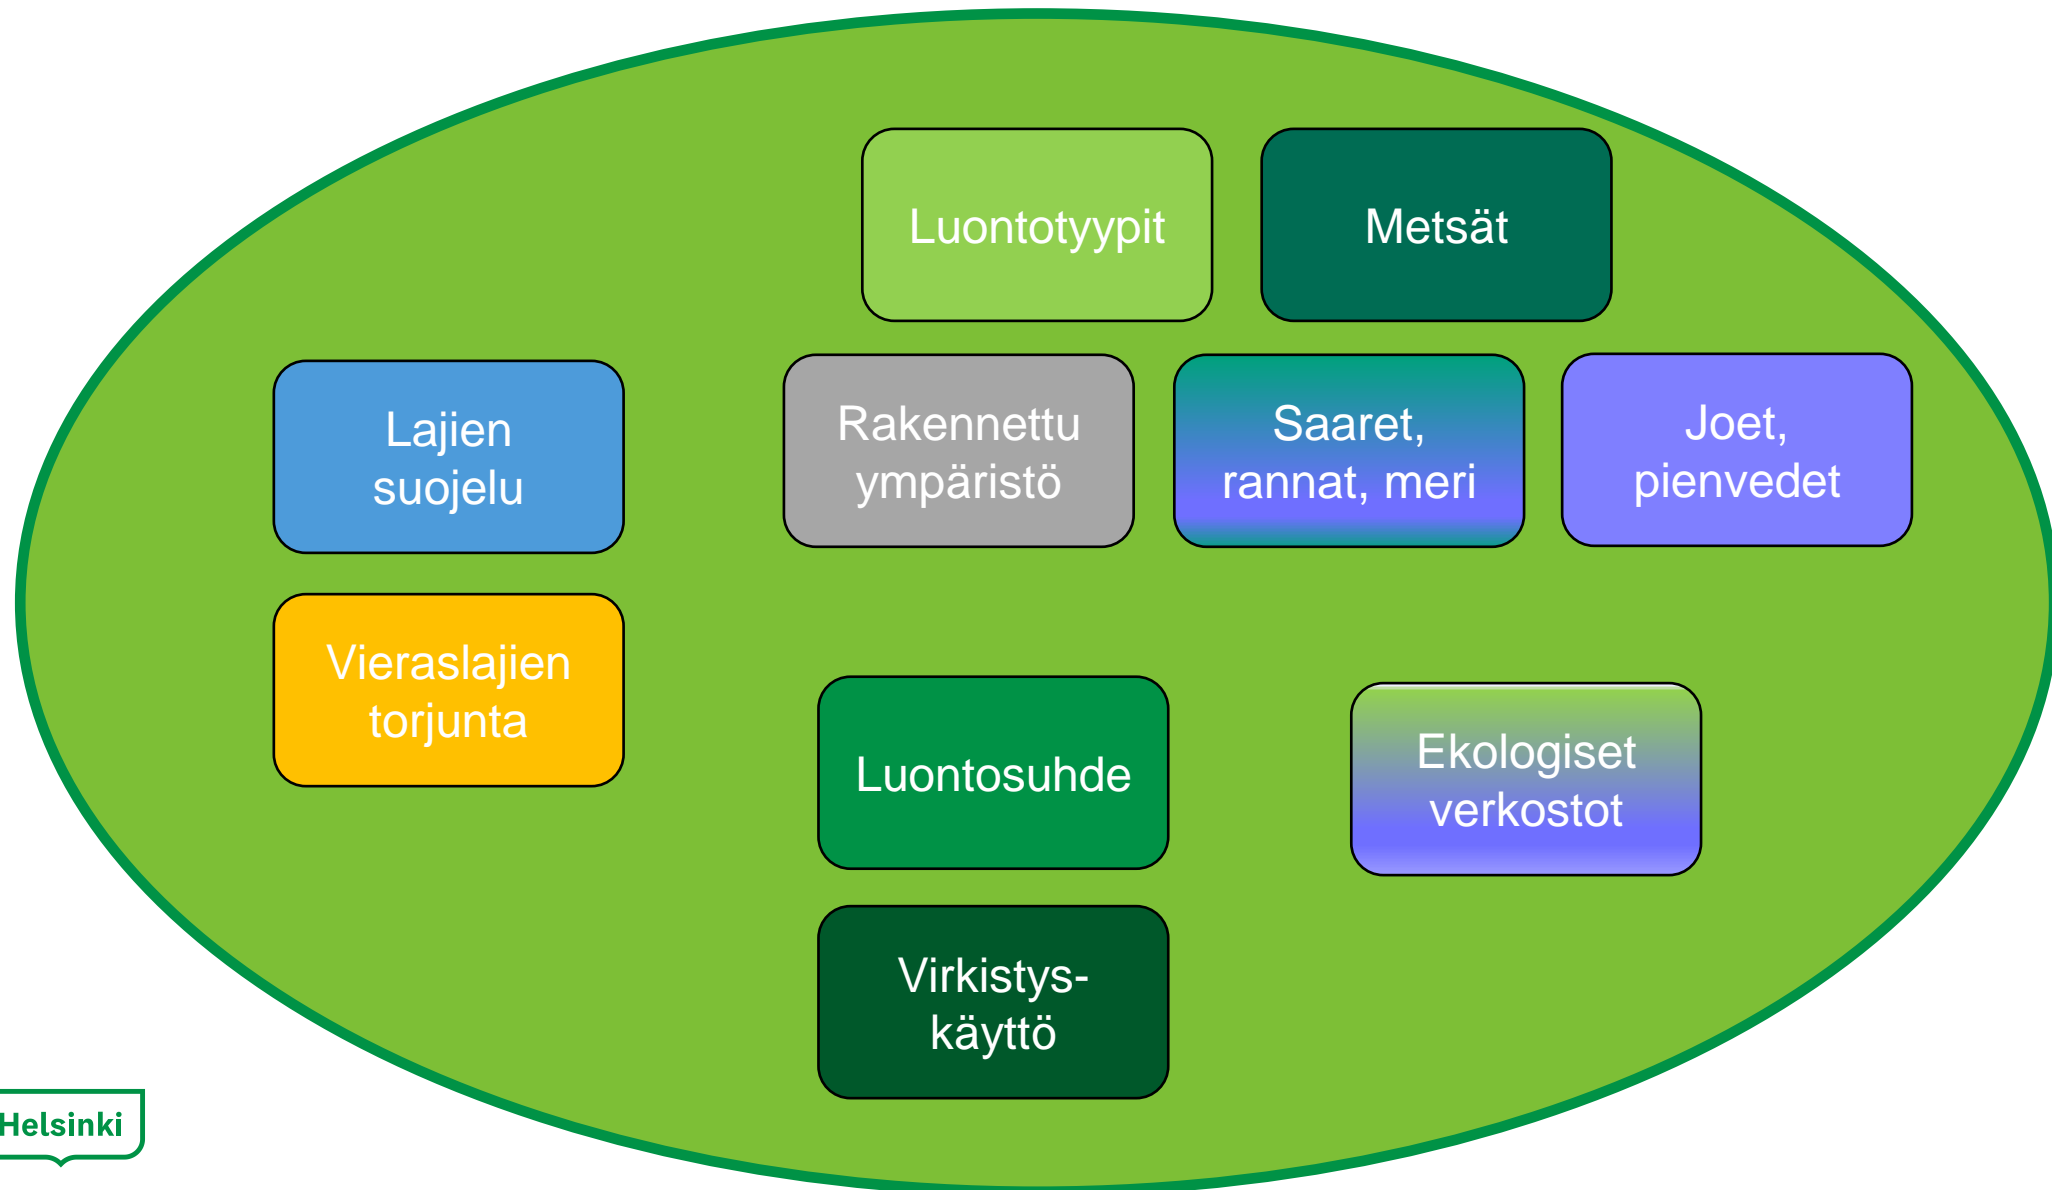 Luontotyypit
Metsät
Lajien
suojelu
Rakennettu
ympäristö
Saaret,
rannat, meri
Joet,
pienvedet
Vieraslajien
torjunta
Luontosuhde
Ekologiset
verkostot
Virkistys-
käyttö
Helsinki